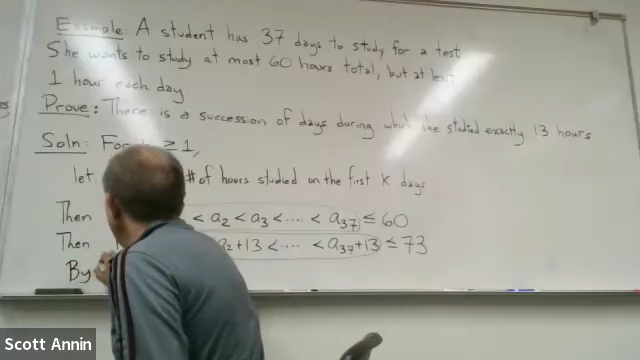 Example: A student has 37 days to study for a test
She wants to study at most 60 hours total, but at least
1 hour each day
Prove: There is a succession of days during which she studied exactly 13 hours
Soln: For ≥ 1,
let # of hours studied on the first K days
Then < a₂ < a₃ < .... < a₃₇ ≤ 60
Then a₂+13 < .... < a₃₇+13 ≤ 73
By
Scott Annin